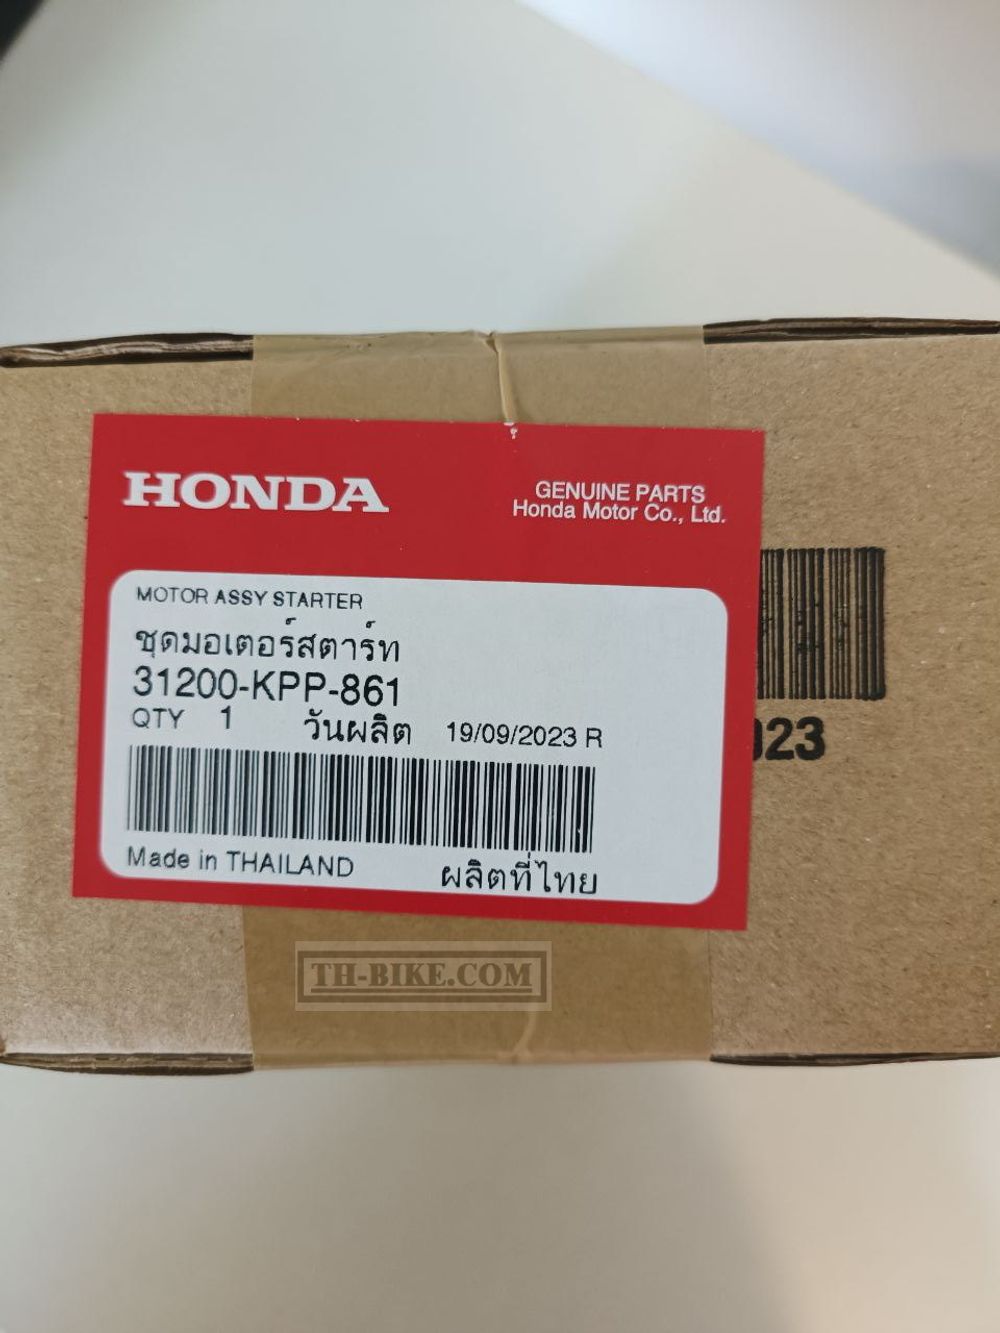 HONDA
GENUINE PARTS
Honda Motor Co., Ltd.
MOTOR ASSY STARTER
ชุดมอเตอร์สตาร์ท
31200-KPP-861
QTY 1 วันผลิต 19/09/2023 R
Made in THAILAND ผลิตที่ไทย
023
TH-BIKE.COM